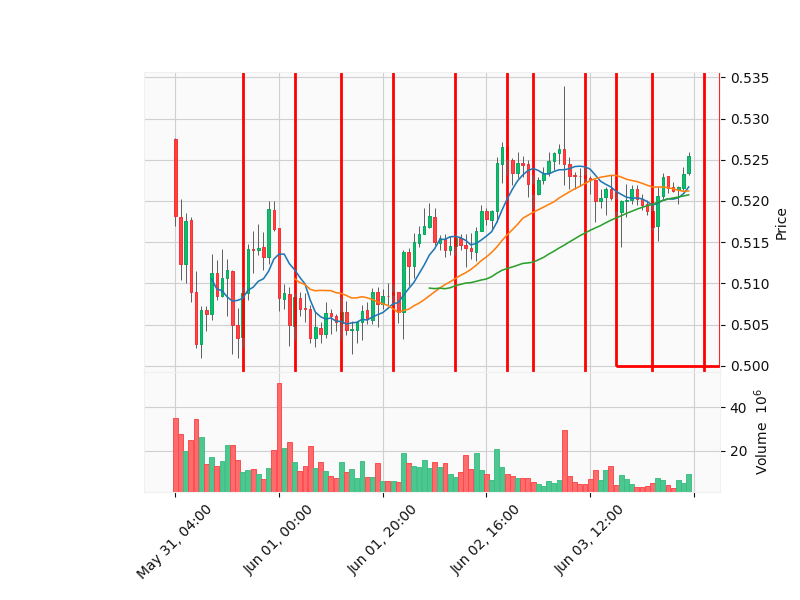 0.535
0.530
0.525
0.520
0.515
0.510
0.505
0.500
Price
40
20
Volume 10⁶
May 31, 04:00
Jun 01, 00:00
Jun 01, 20:00
Jun 02, 16:00
Jun 03, 12:00